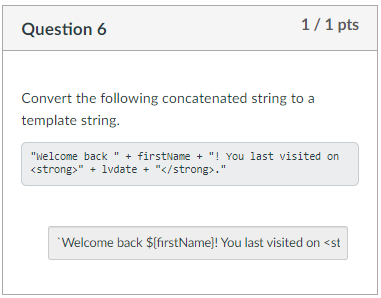 Question 6
1 / 1 pts
Convert the following concatenated string to a
template string.
"Welcome back " + firstName + "! You last visited on
<strong>" + lvdate + "</strong>."
`Welcome back ${firstName}! You last visited on <st